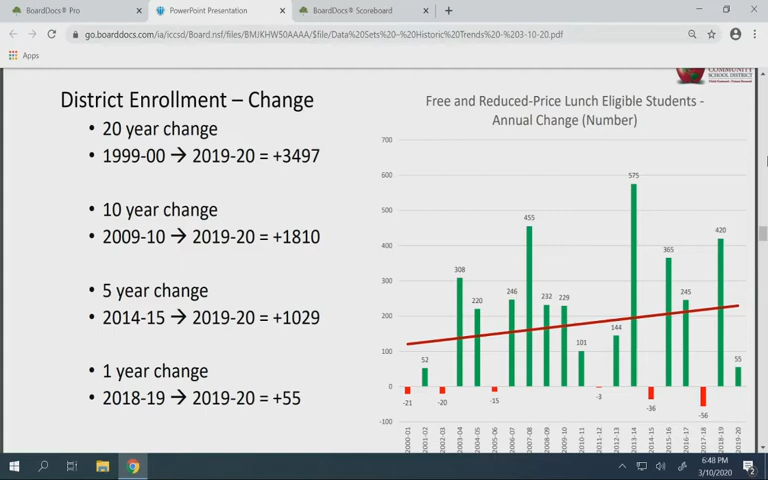 BoardDocs® Pro
PowerPoint Presentation
BoardDocs® Scoreboard
go.boarddocs.com/ia/iccsd/Board.nsf/files/BMJKHW50AAAA/$file/Data%20Sets%20-%20Historic%20Trends%20-%203-10-20.pdf
Apps
COMMUNITY
SCHOOL DISTRICT
District Enrollment – Change
• 20 year change
• 1999-00 → 2019-20 = +3497
• 10 year change
• 2009-10 → 2019-20 = +1810
• 5 year change
• 2014-15 → 2019-20 = +1029
• 1 year change
• 2018-19 → 2019-20 = +55
Free and Reduced-Price Lunch Eligible Students -
Annual Change (Number)
700
600
500
400
300
200
100
0
-100
-21
52
-20
308
220
-15
246
455
232
229
101
-3
144
575
-36
365
245
-56
420
55
2000-01
2001-02
2002-03
2003-04
2004-05
2005-06
2006-07
2007-08
2008-09
2009-10
2010-11
2011-12
2012-13
2013-14
2014-15
2015-16
2016-17
2017-18
2018-19
2019-20
6:48 PM
3/10/2020
2